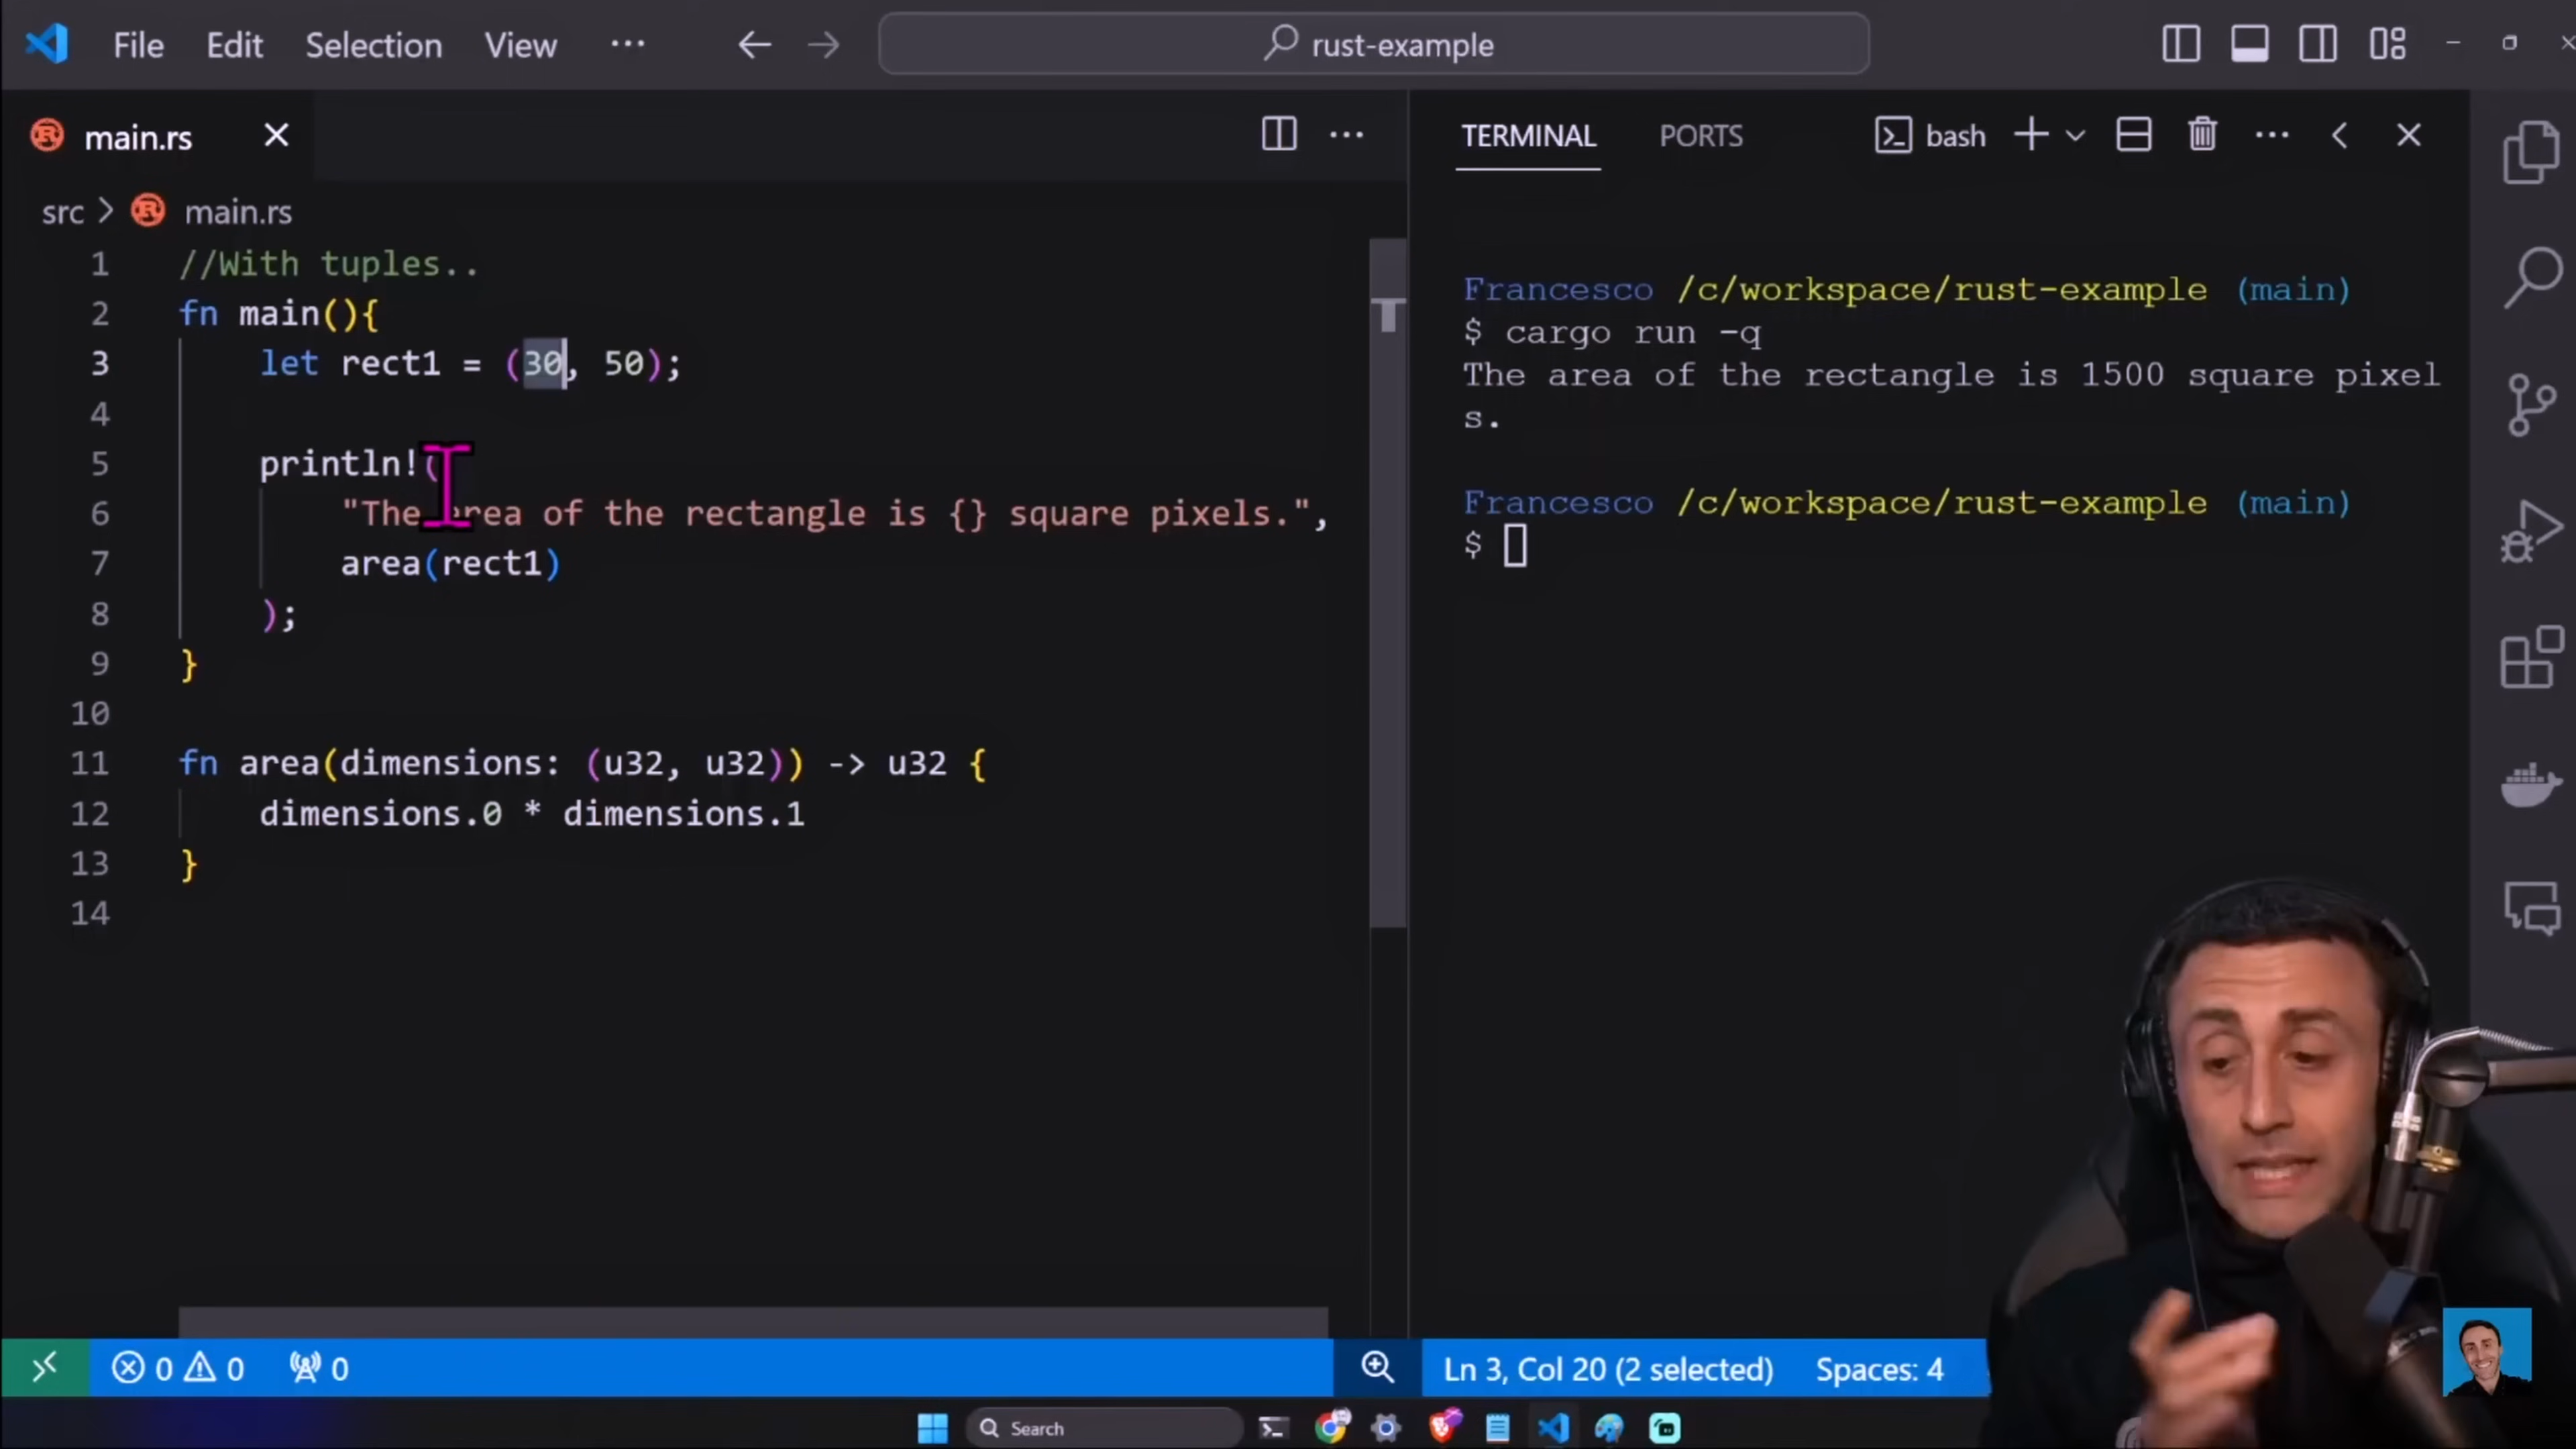 File Edit Selection View ··· rust-example
main.rs
TERMINAL PORTS bash
src > main.rs
1 //With tuples..
2 fn main(){
3     let rect1 = (30, 50);
4
5     println!(
6         "The area of the rectangle is {} square pixels.",
7         area(rect1)
8     );
9 }
10
11 fn area(dimensions: (u32, u32)) -> u32 {
12     dimensions.0 * dimensions.1
13 }
14
Francesco /c/workspace/rust-example (main)
$ cargo run -q
The area of the rectangle is 1500 square pixel
s.
Francesco /c/workspace/rust-example (main)
$
0 0 0 Ln 3, Col 20 (2 selected) Spaces: 4
Search